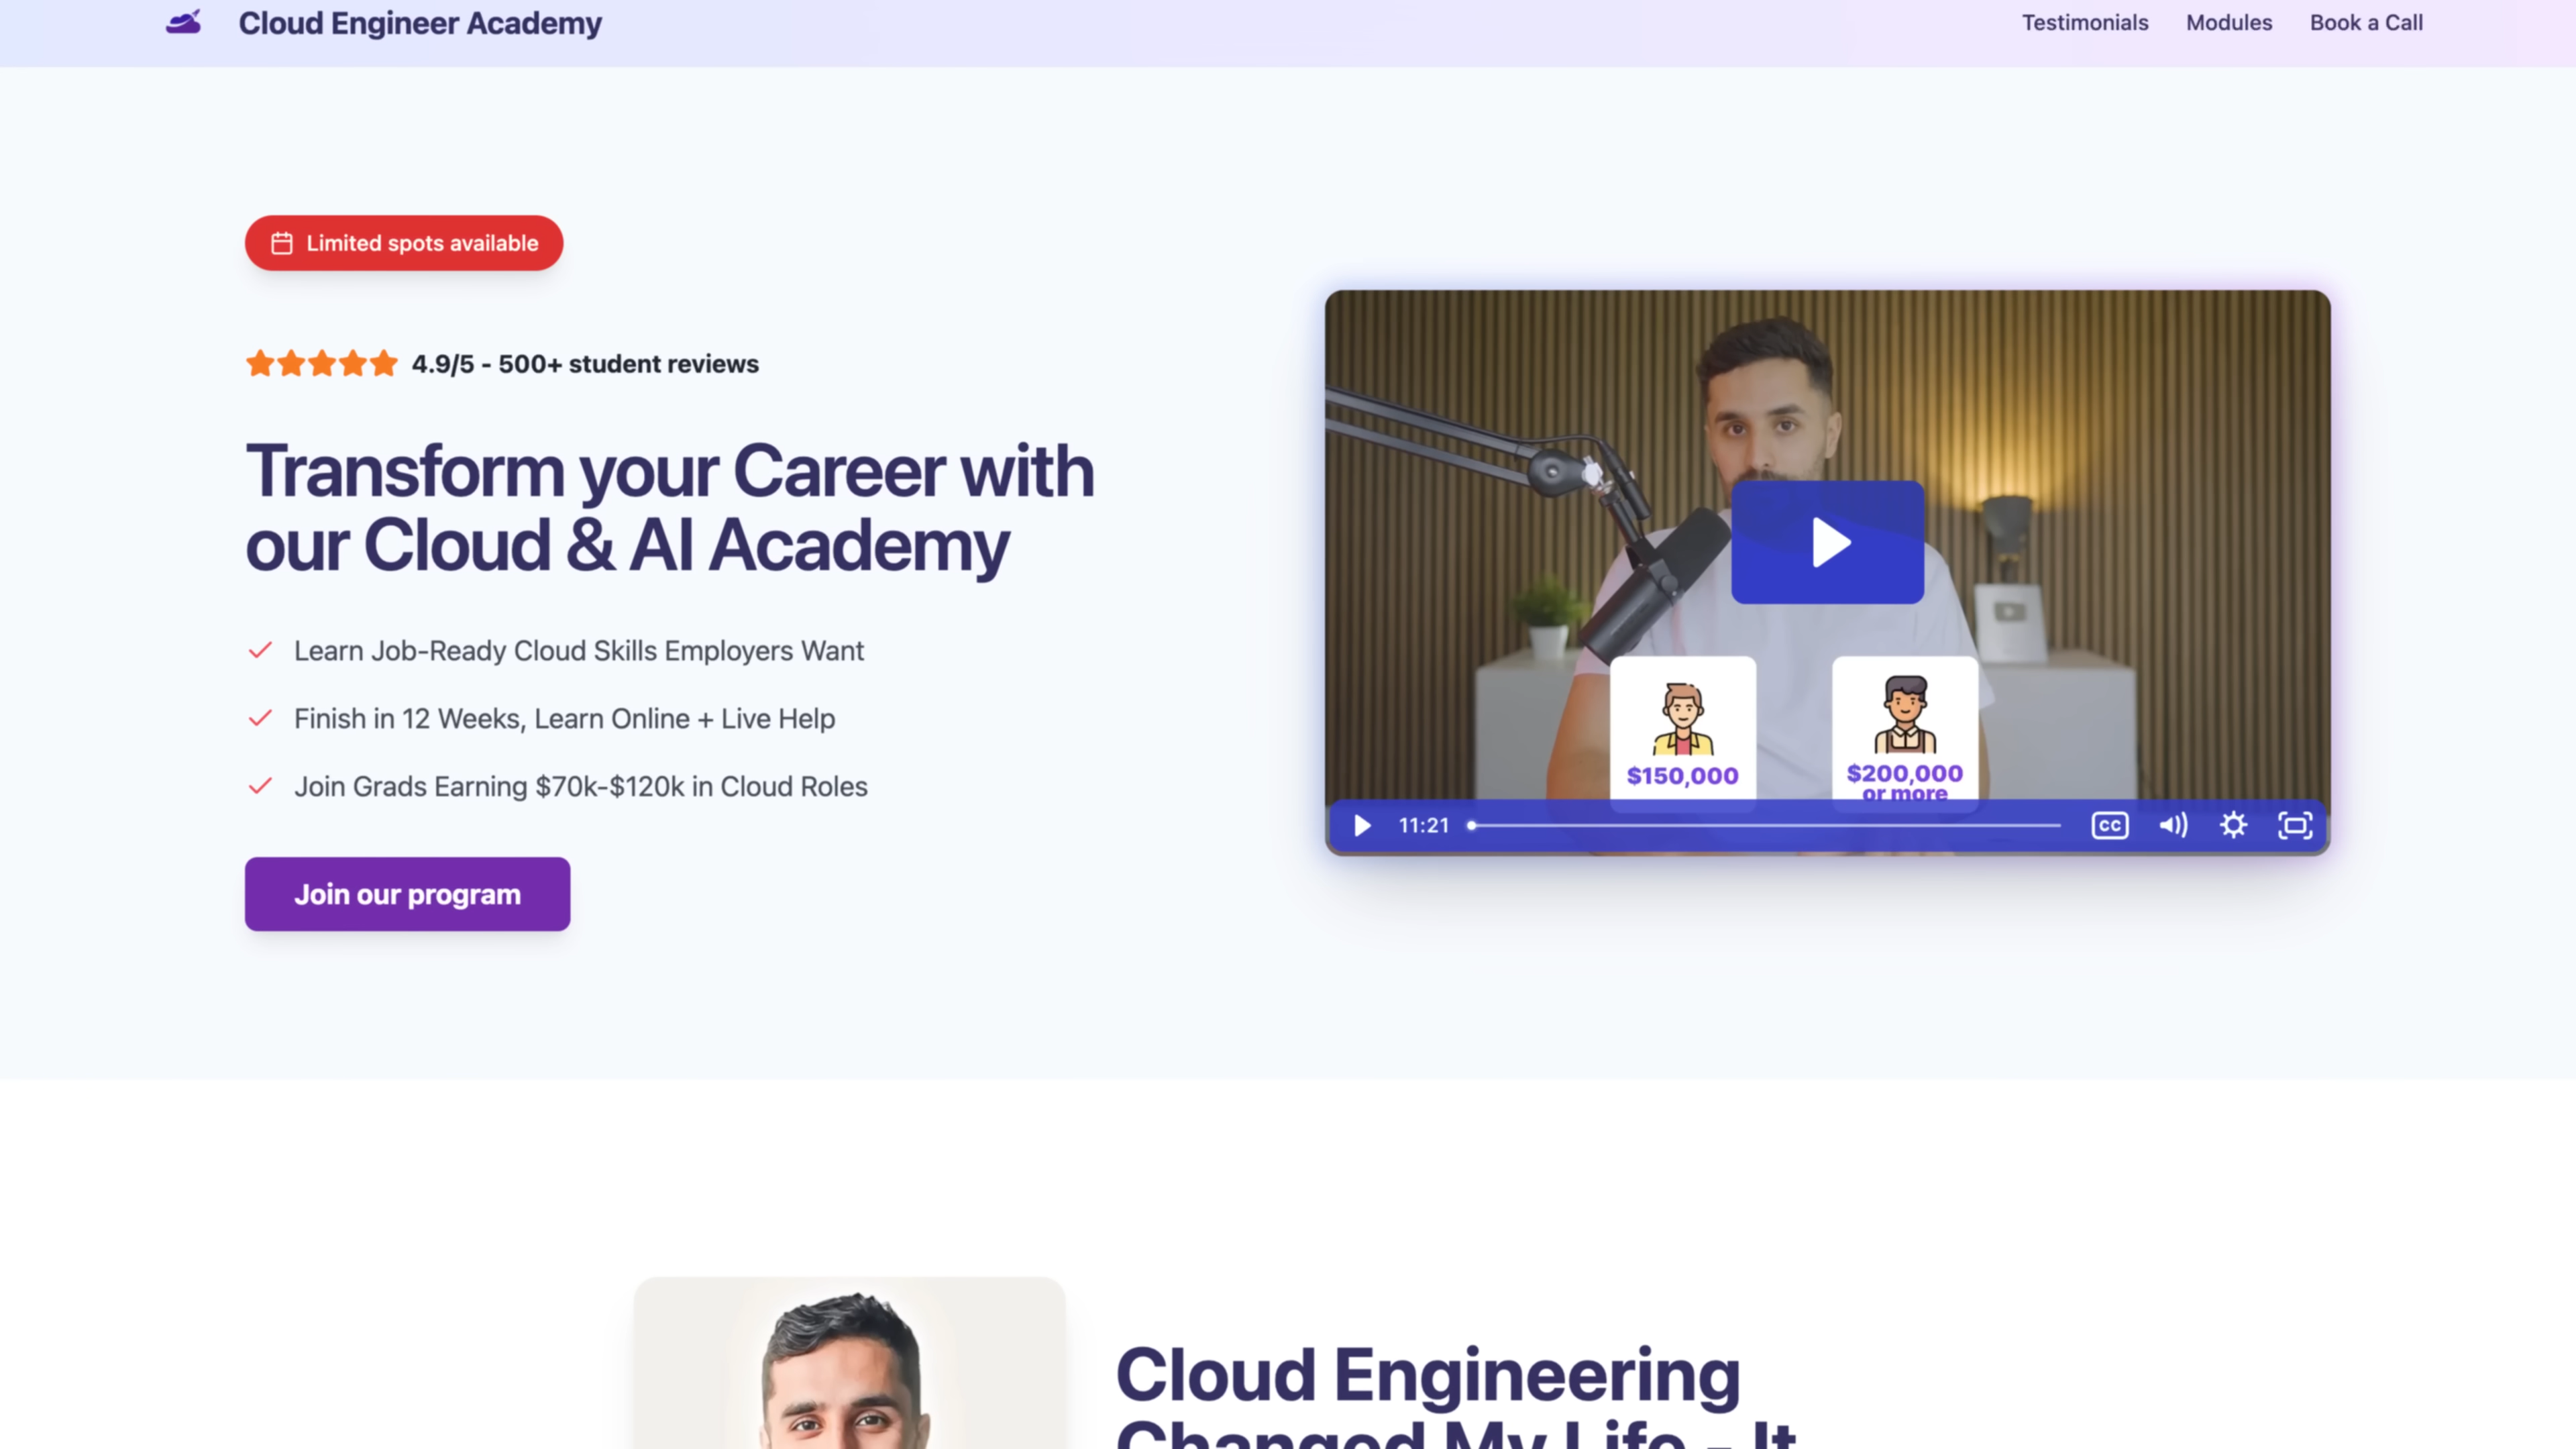 Cloud Engineer Academy
Testimonials
Modules
Book a Call
Limited spots available
4.9/5 - 500+ student reviews
Transform your Career with
our Cloud & AI Academy
Learn Job-Ready Cloud Skills Employers Want
Finish in 12 Weeks, Learn Online + Live Help
Join Grads Earning $70k-$120k in Cloud Roles
Join our program
$150,000
$200,000
or more
11:21
CC
Cloud Engineering
Changed My Life - It